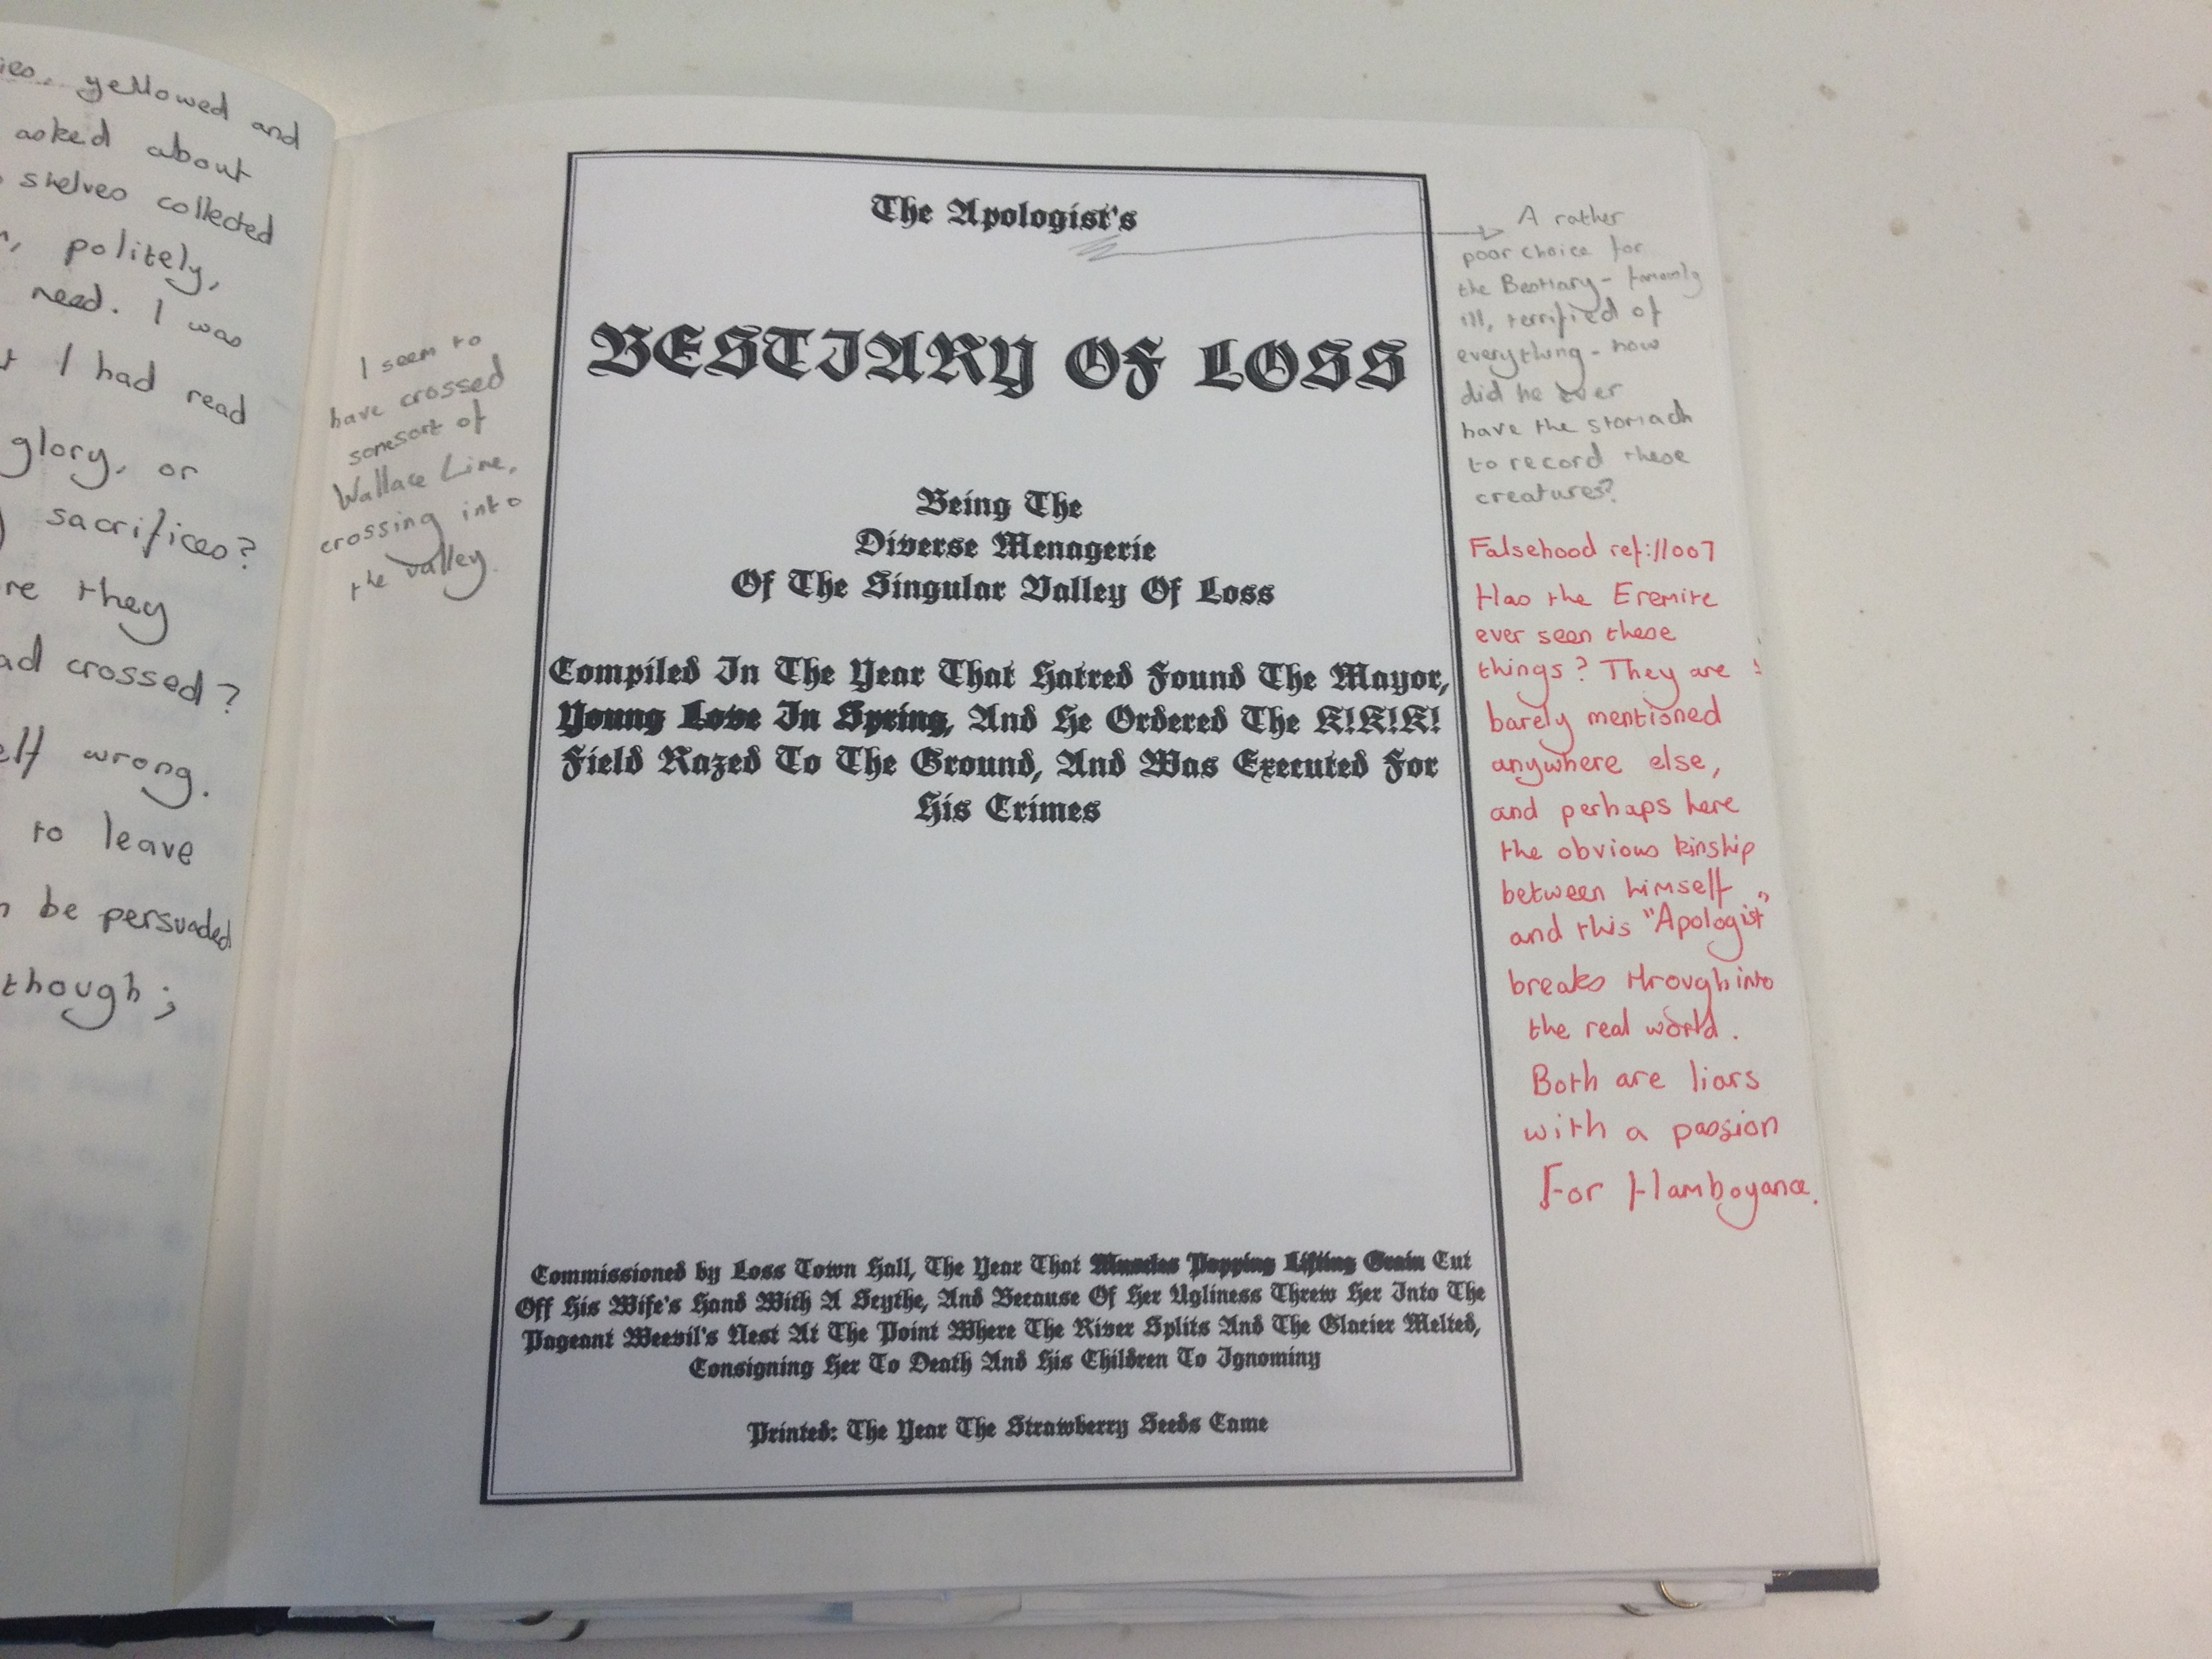 yellowed and
asked about
shelves collected
politely,
need. I was
I had read
glory, or
sacrifices?
they
crossed?
wrong.
to leave
be persuaded
though;
I seem to
have crossed
somesort of
Wallace Line,
crossing into
the valley.
The Apologist's
BESTIARY OF LOSS
Being The
Diverse Menagerie
Of The Singular Valley Of Loss
Compiled In The Year That Hatred Found The Mayor,
Young Love In Spring, And He Ordered The K!K!K!
Field Razed To The Ground, And Was Executed For
His Crimes
Commissioned by Loss Town Hall, The Year That Muscles Popping Lifting Grain Cut
Off His Wife's Hand With A Scythe, And Because Of Her Ugliness Threw Her Into The
Pageant Weevil's Nest At The Point Where The River Splits And The Glacier Melted,
Consigning Her To Death And His Children To Ignominy
Printed: The Year The Strawberry Seeds Came
A rather
poor choice for
the Bestiary - famously
ill, terrified of
everything - how
did he ever
have the stomach
to record these
creatures?
Falsehood ref://007
Has the Eremite
ever seen these
things? They are
barely mentioned
anywhere else,
and perhaps here
the obvious kinship
between himself
and this "Apologist"
breaks through into
the real world.
Both are liars
with a passion
For flamboyance.